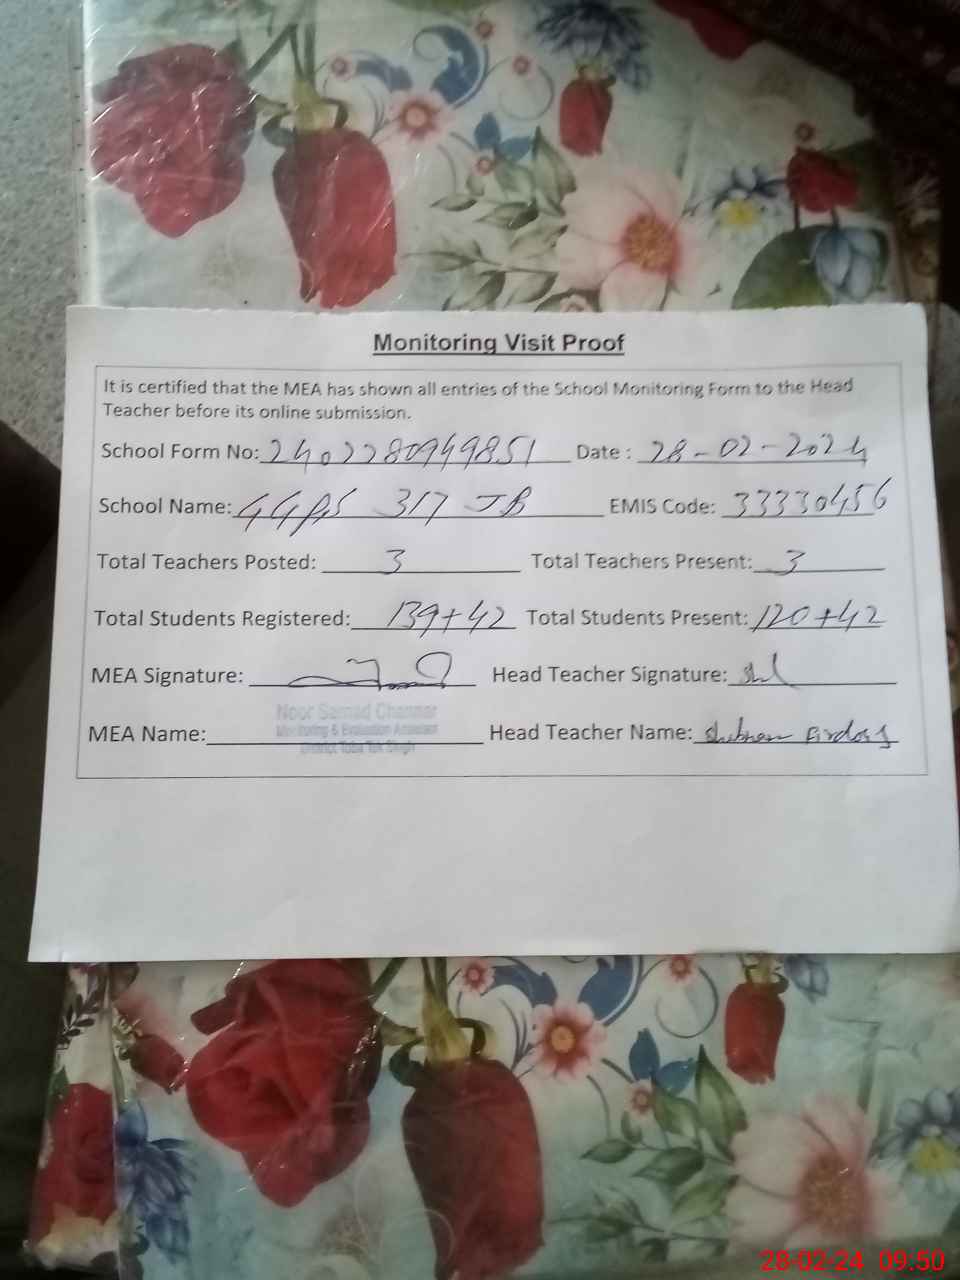 Monitoring Visit Proof
It is certified that the MEA has shown all entries of the School Monitoring Form to the Head
Teacher before its online submission.
School Form No: 2402280949851 Date : 28-02-2024
School Name: GGPS 317 JB EMIS Code: 33330456
Total Teachers Posted: 3 Total Teachers Present: 3
Total Students Registered: 139+42 Total Students Present: 120+42
MEA Signature: Head Teacher Signature:
Noor Samad Channar
Monitoring & Evaluation Assistant
District Toba Tek Singh
MEA Name: Head Teacher Name: Shabnam Firdous
28-02-24 09:50